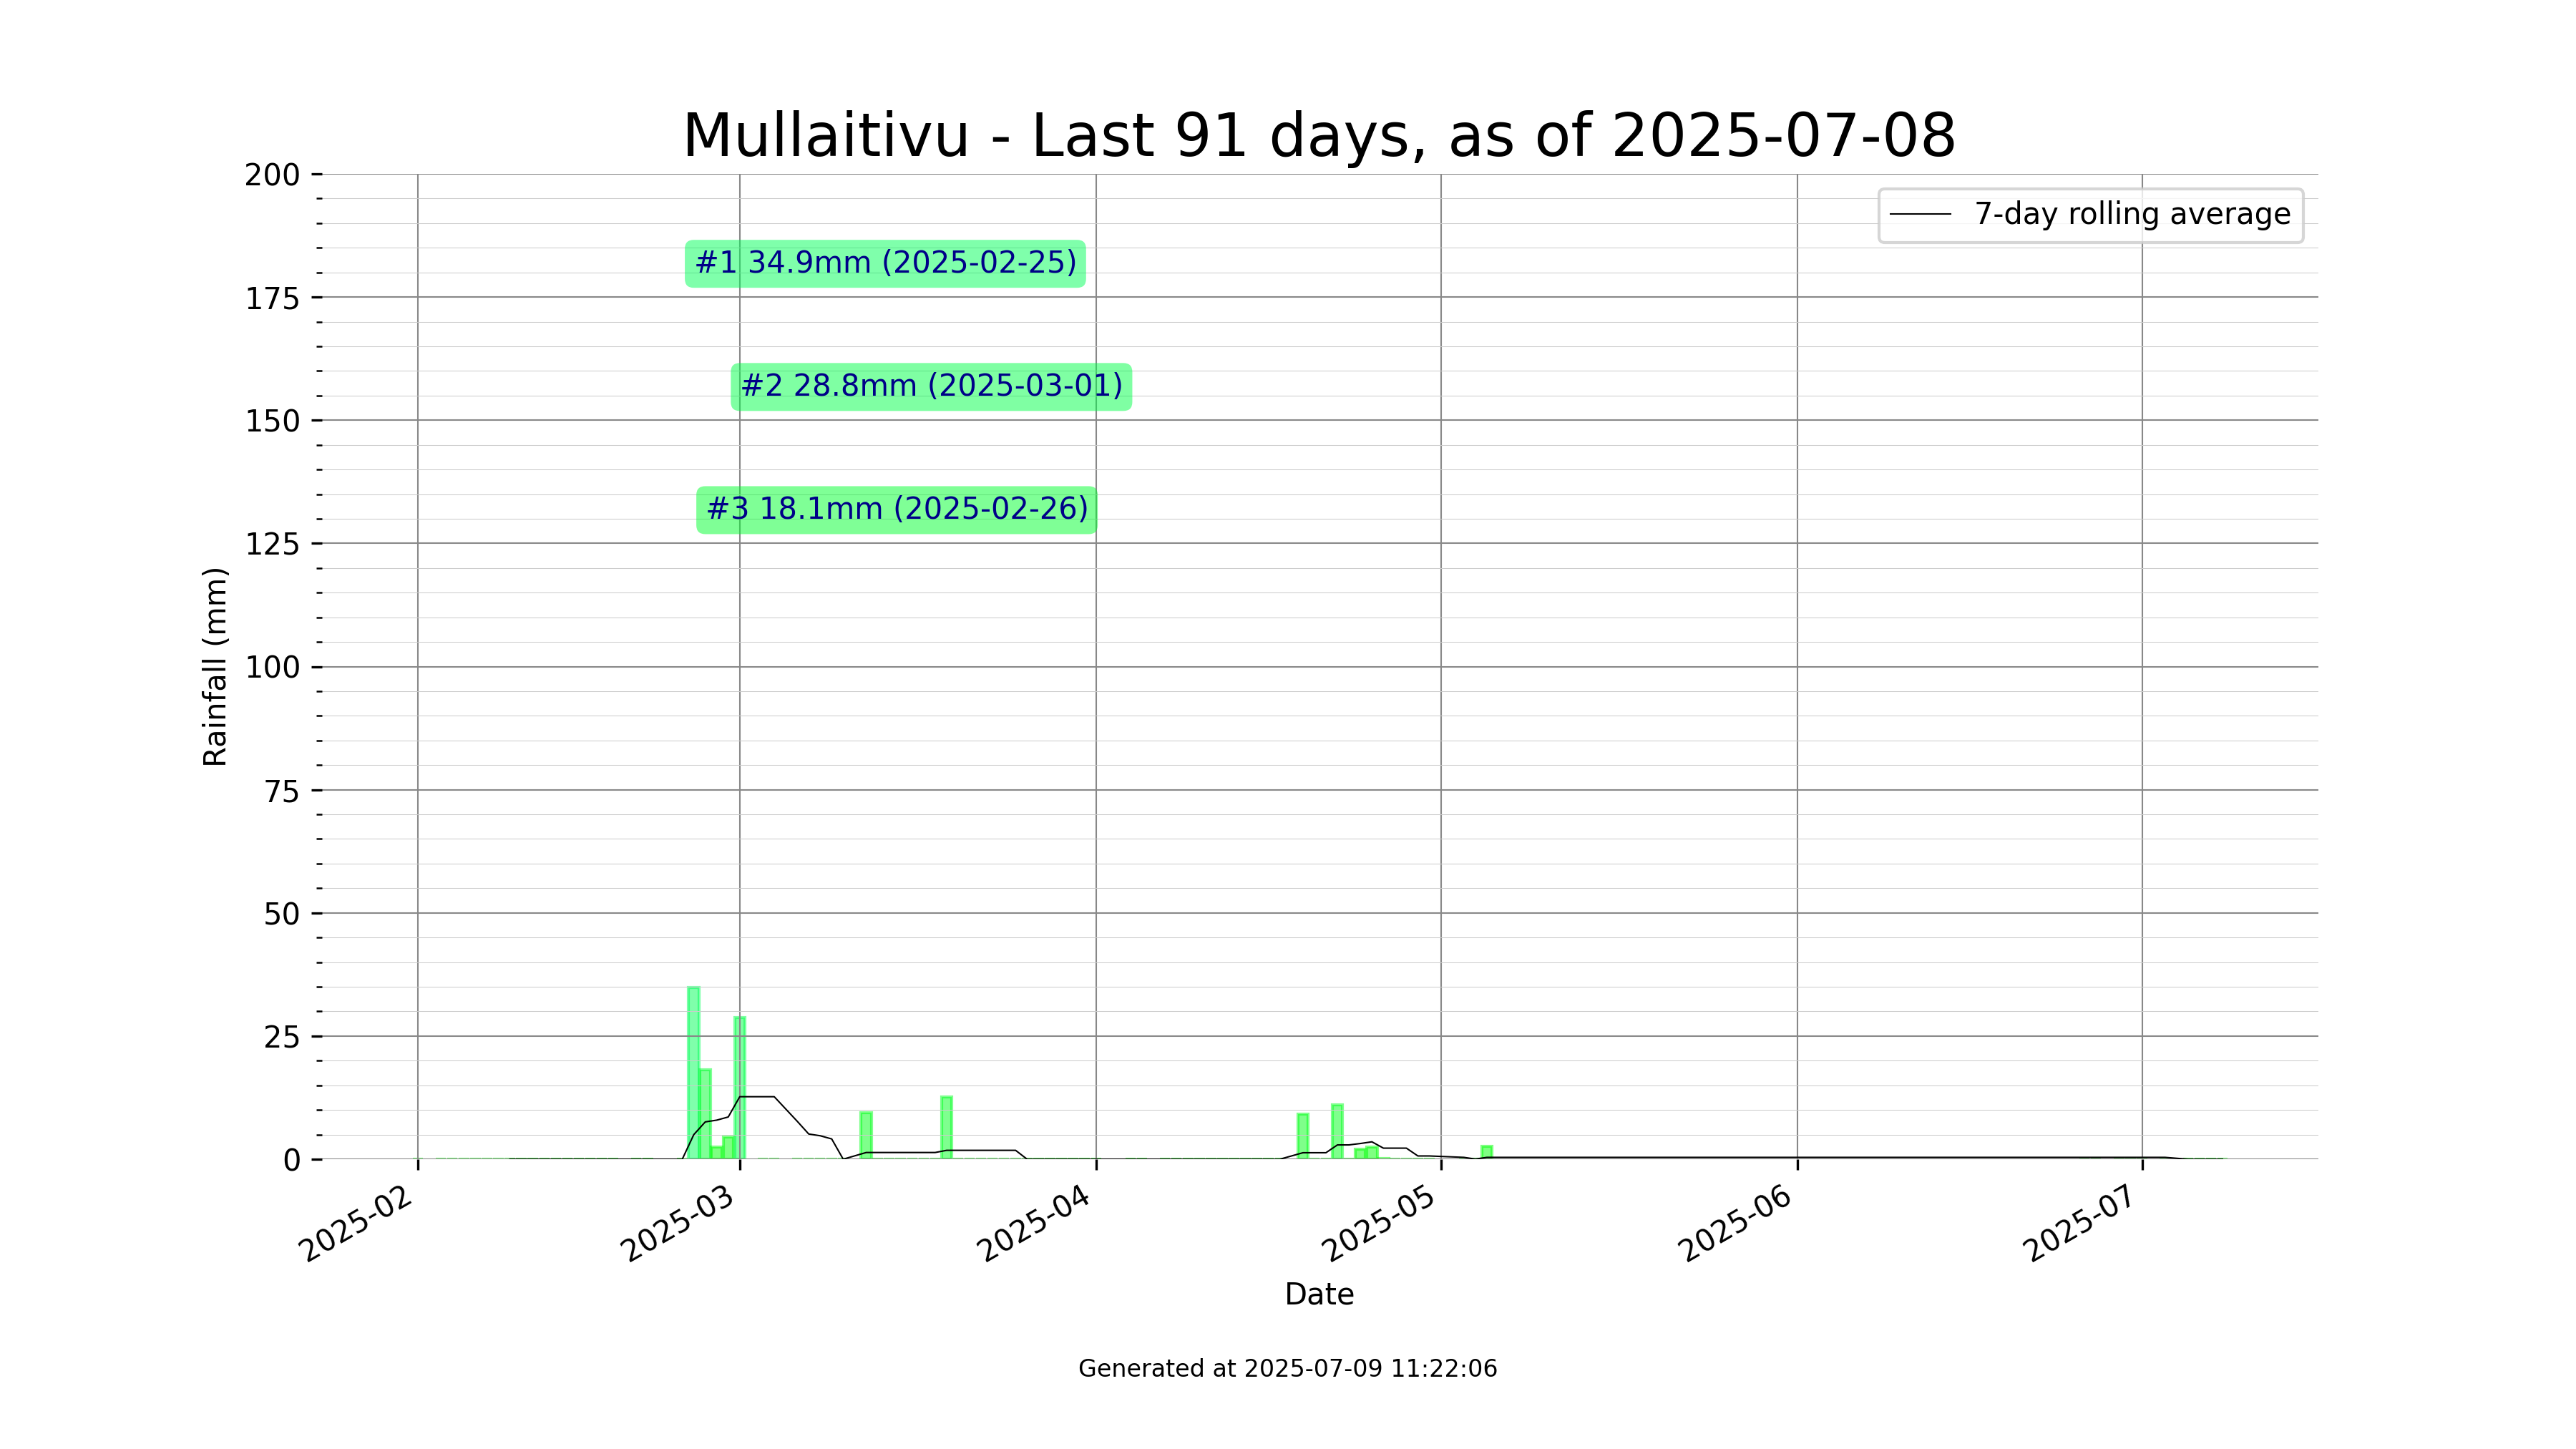 Mullaitivu - Last 91 days, as of 2025-07-08
7-day rolling average
#1 34.9mm (2025-02-25)
#2 28.8mm (2025-03-01)
#3 18.1mm (2025-02-26)
Rainfall (mm)
200
175
150
125
100
75
50
25
0
2025-02
2025-03
2025-04
2025-05
2025-06
2025-07
Date
Generated at 2025-07-09 11:22:06